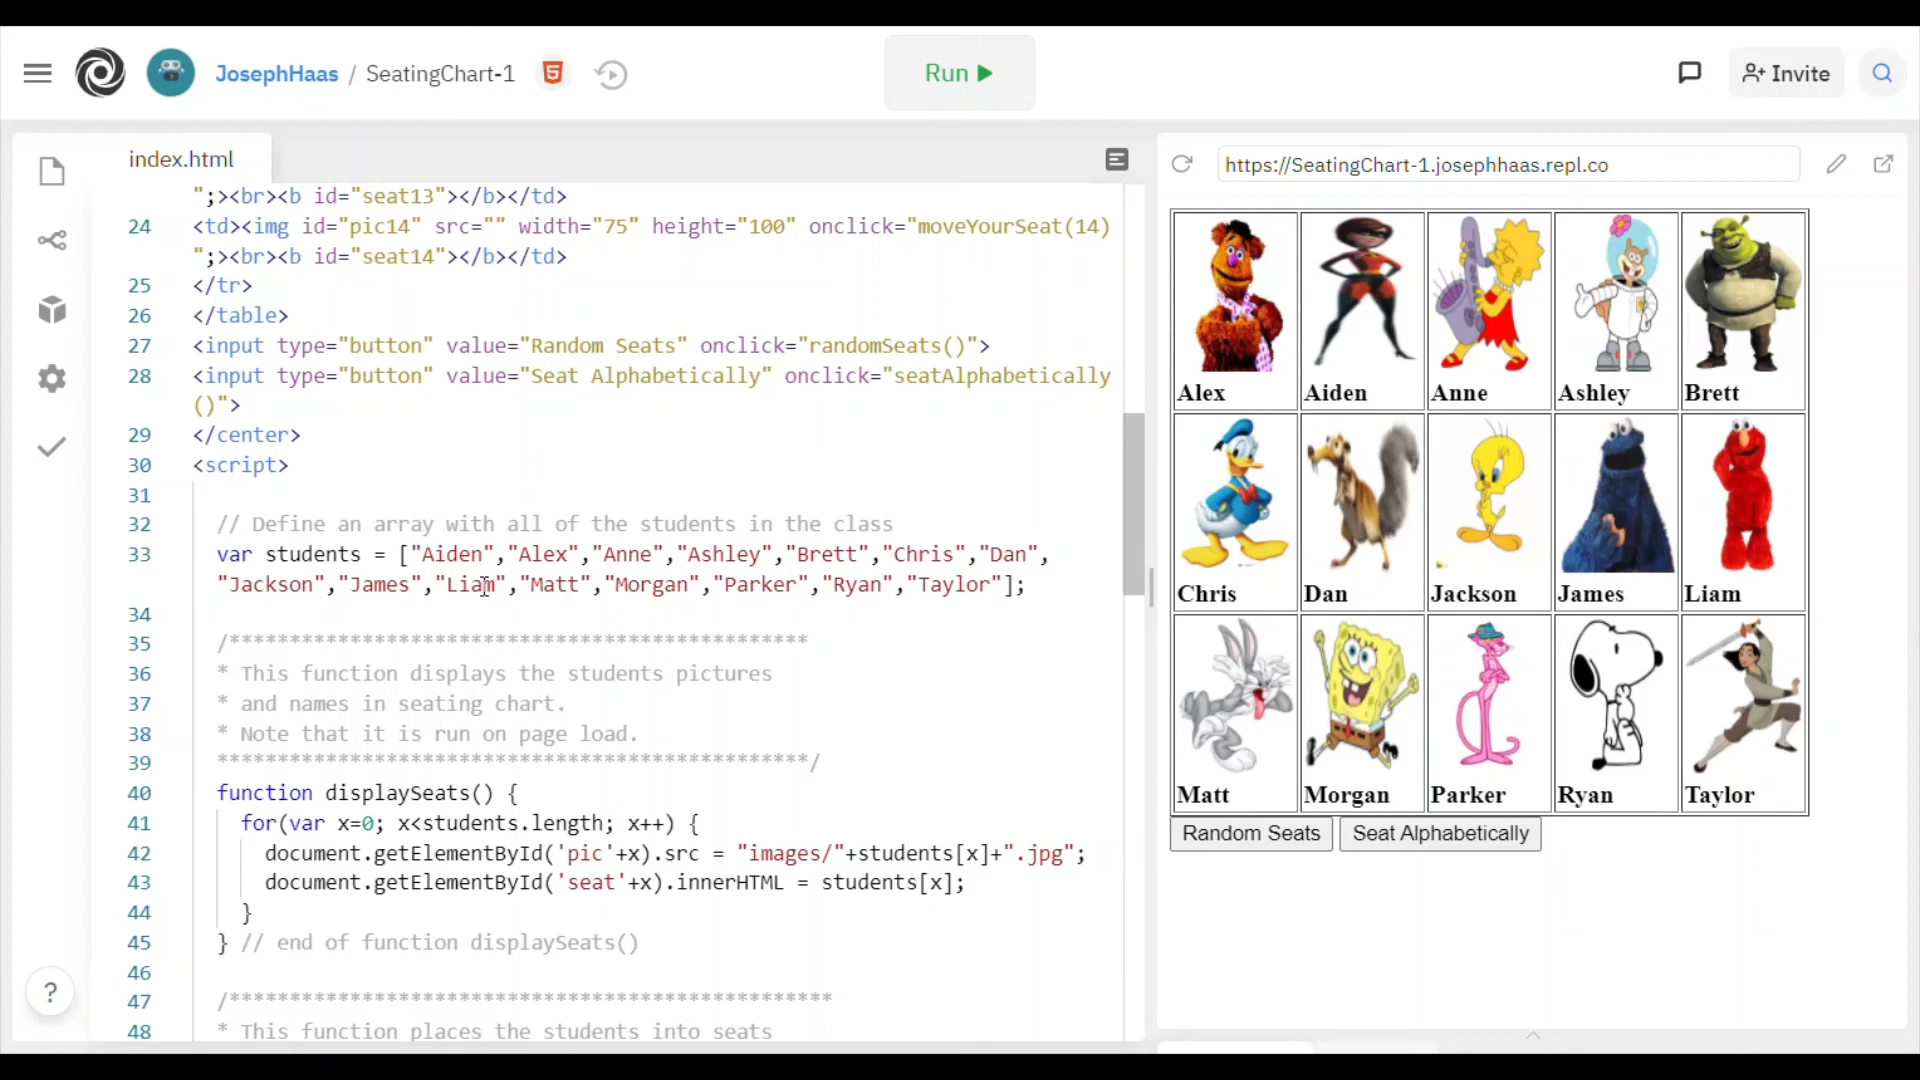 JosephHaas / SeatingChart-1
Run
Invite
index.html
";><br><b id="seat13"></b></td>
24 <td><img id="pic14" src="" width="75" height="100" onclick="moveYourSeat(14)
";><br><b id="seat14"></b></td>
25 </tr>
26 </table>
27 <input type="button" value="Random Seats" onclick="randomSeats()">
28 <input type="button" value="Seat Alphabetically" onclick="seatAlphabetically
()">
29 </center>
30 <script>
31
32 // Define an array with all of the students in the class
33 var students = ["Aiden","Alex","Anne","Ashley","Brett","Chris","Dan",
"Jackson","James","Liam","Matt","Morgan","Parker","Ryan","Taylor"];
34
35 /************************************************
36 * This function displays the students pictures
37 * and names in seating chart.
38 * Note that it is run on page load.
39 *************************************************/
40 function displaySeats() {
41 for(var x=0; x<students.length; x++) {
42 document.getElementById('pic'+x).src = "images/"+students[x]+".jpg";
43 document.getElementById('seat'+x).innerHTML = students[x];
44 }
45 } // end of function displaySeats()
46
47 /**************************************************
48 * This function places the students into seats
?
https://SeatingChart-1.josephhaas.repl.co
Alex Aiden Anne Ashley Brett
Chris Dan Jackson James Liam
Matt Morgan Parker Ryan Taylor
Random Seats Seat Alphabetically